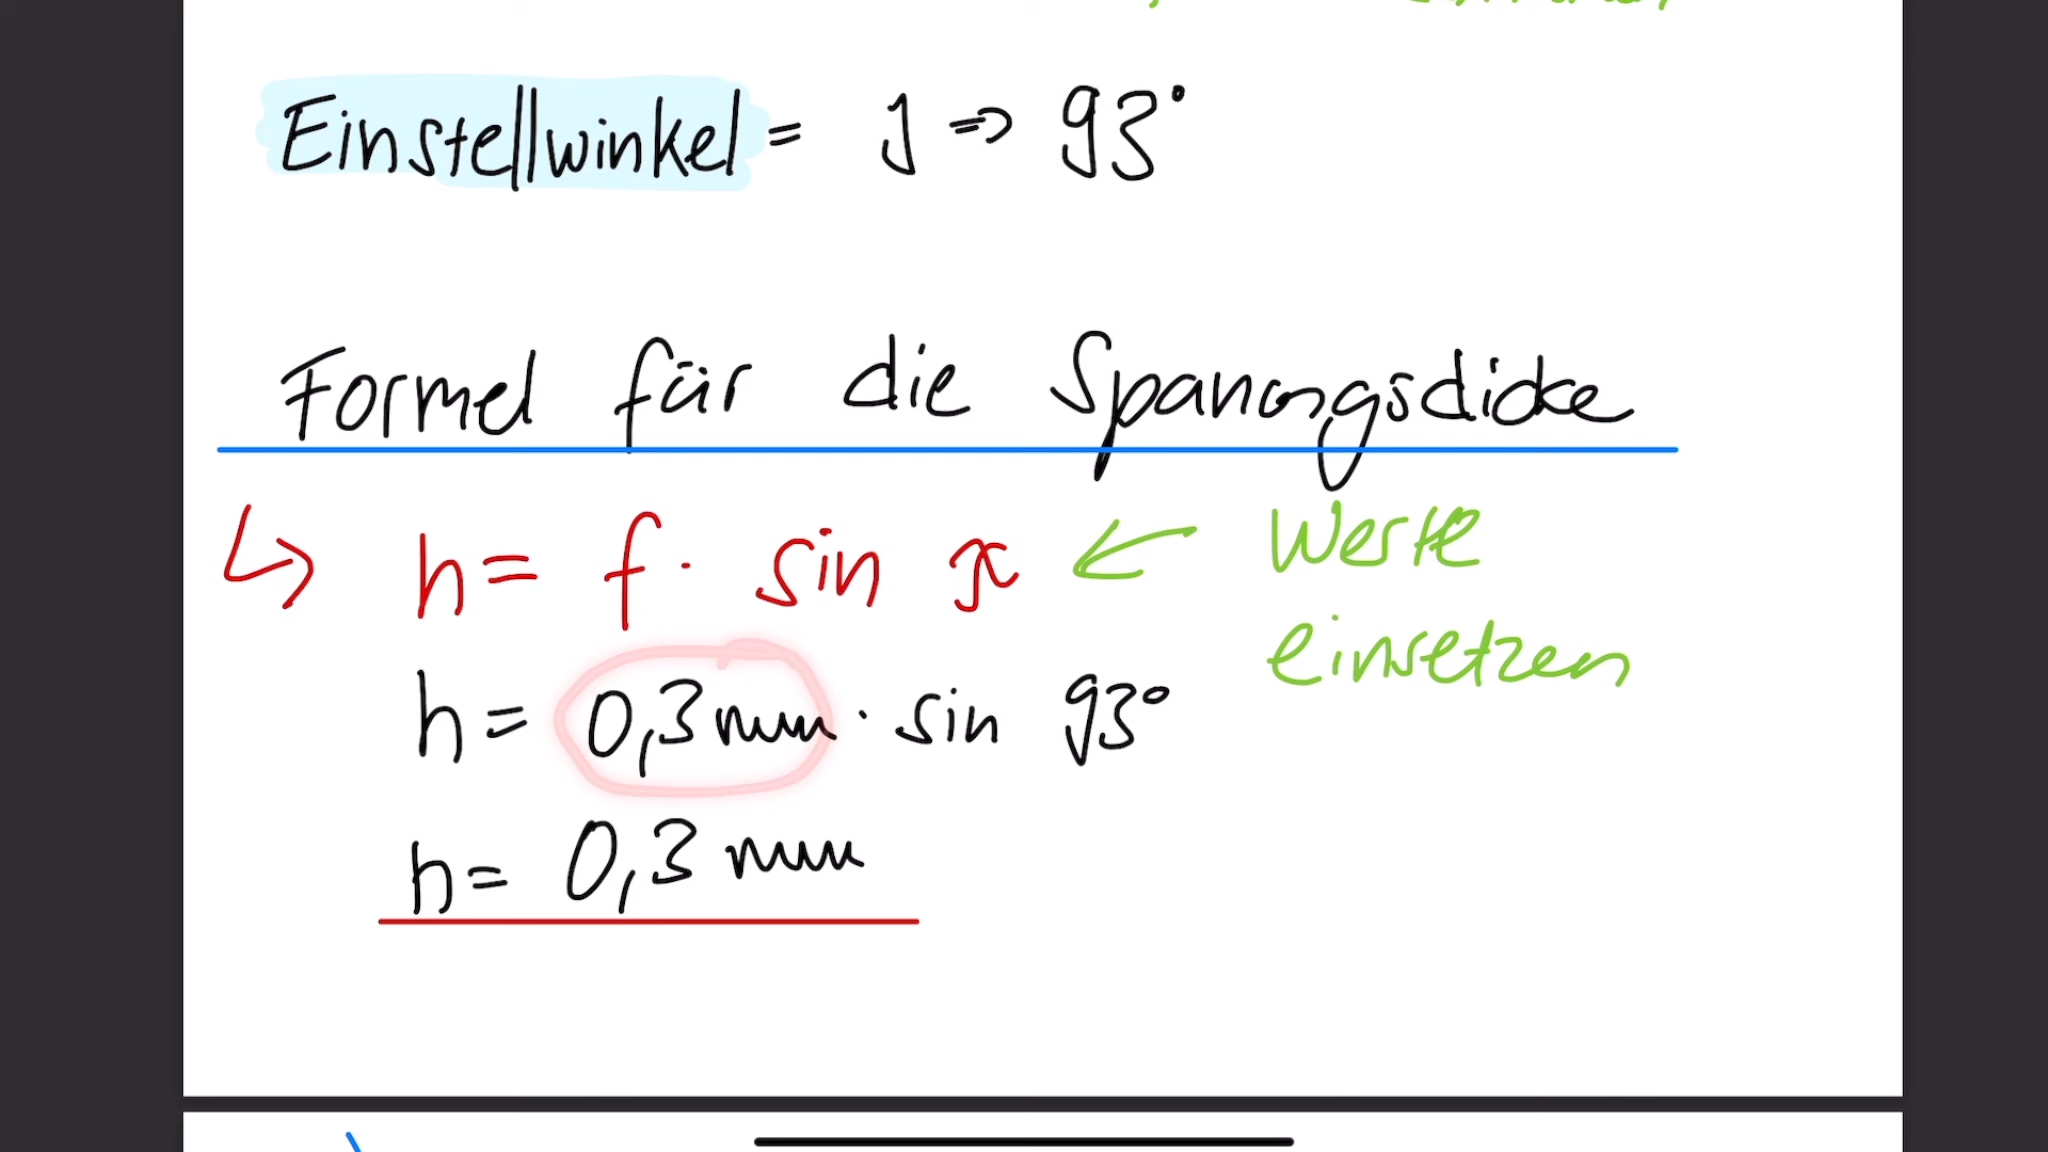 Einstellwinkel = J => 93°
Formel für die Spanungsdicke
↳ h = f · sin ϰ ← Werte
einsetzen
h = 0,3 mm · sin 93°
h = 0,3 mm